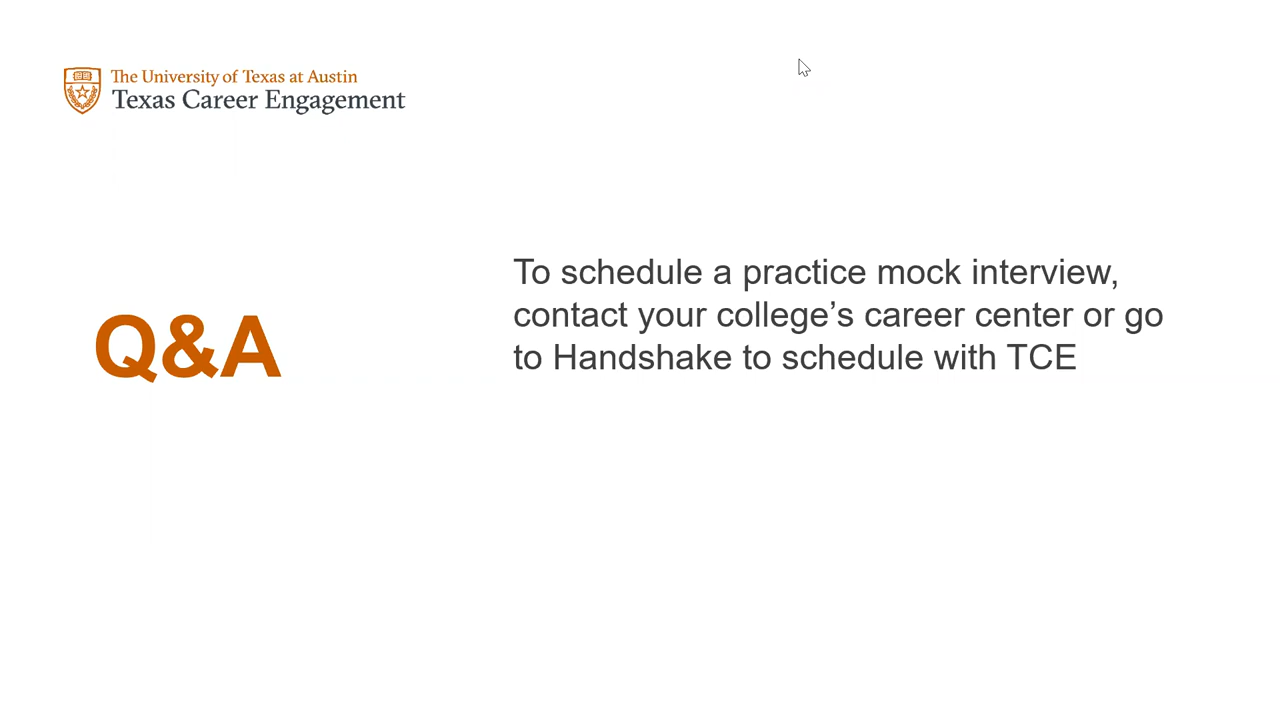 The University of Texas at Austin
Texas Career Engagement
Q&A
To schedule a practice mock interview,
contact your college’s career center or go
to Handshake to schedule with TCE